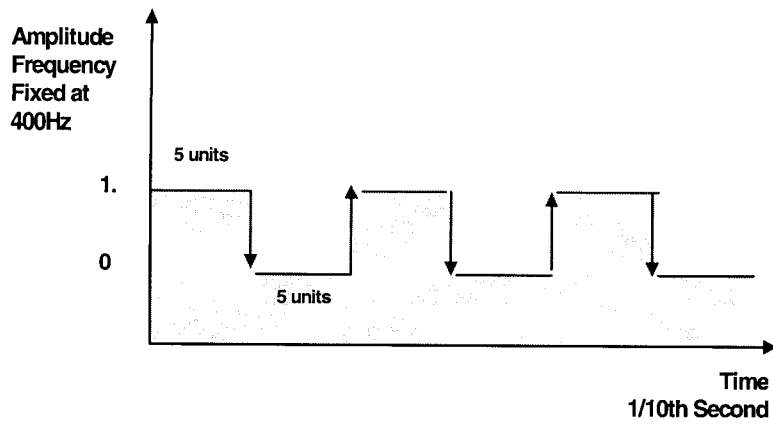 Amplitude
Frequency
Fixed at
400Hz
5 units
1.
0
5 units
Time
1/10th Second